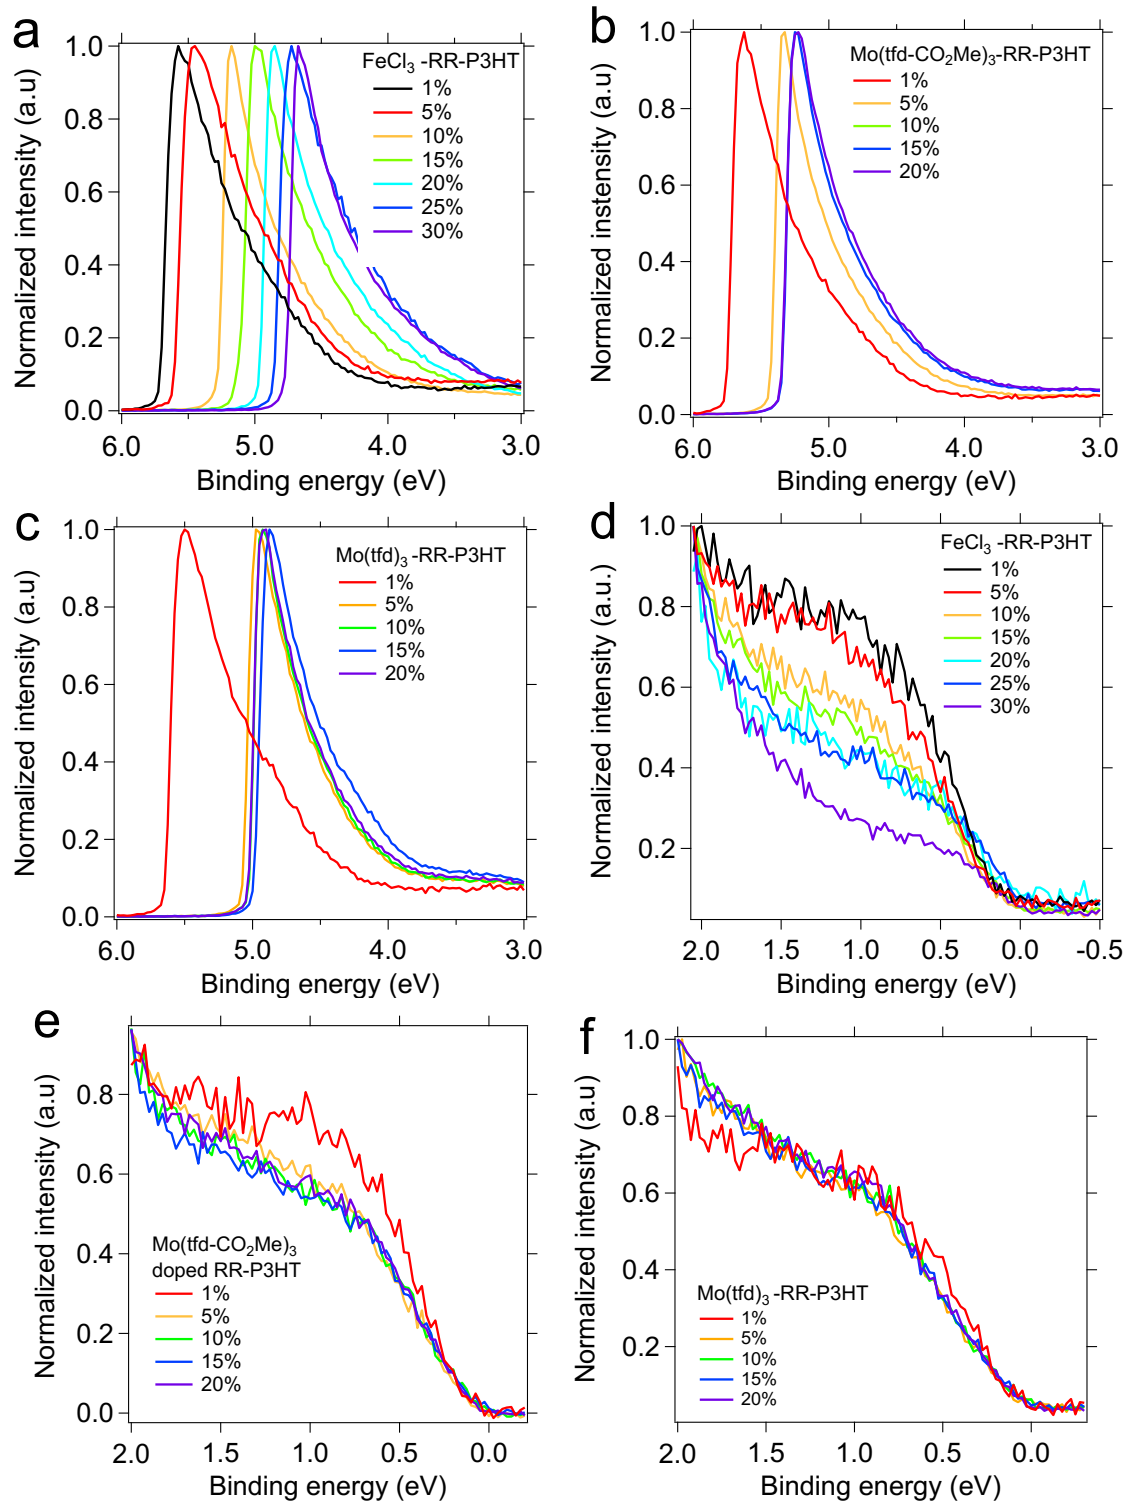 a
FeCl3 -RR-P3HT
1%
5%
10%
15%
20%
25%
30%
1.0
0.8
0.6
0.4
0.2
0.0
6.0 5.0 4.0 3.0
Normalized intensity (a.u)
Binding energy (eV)
b
Mo(tfd-CO2Me)3-RR-P3HT
1%
5%
10%
15%
20%
1.0
0.8
0.6
0.4
0.2
0.0
6.0 5.0 4.0 3.0
Normalized instensity (a.u)
Binding energy (eV)
c
Mo(tfd)3 -RR-P3HT
1%
5%
10%
15%
20%
1.0
0.8
0.6
0.4
0.2
0.0
6.0 5.0 4.0 3.0
Normalized intensity (a.u)
Binding energy (eV)
d
FeCl3 -RR-P3HT
1%
5%
10%
15%
20%
25%
30%
1.0
0.8
0.6
0.4
0.2
2.0 1.5 1.0 0.5 0.0 -0.5
Normalized intensity (a.u.)
Binding energy (eV)
e
0.8
0.6
0.4
0.2
0.0
Mo(tfd-CO2Me)3
doped RR-P3HT
1%
5%
10%
15%
20%
2.0 1.5 1.0 0.5 0.0
Normalized intensity (a.u)
Binding energy (eV)
f
1.0
0.8
0.6
0.4
0.2
Mo(tfd)3 -RR-P3HT
1%
5%
10%
15%
20%
2.0 1.5 1.0 0.5 0.0
Normalized intensity (a.u)
Binding energy (eV)